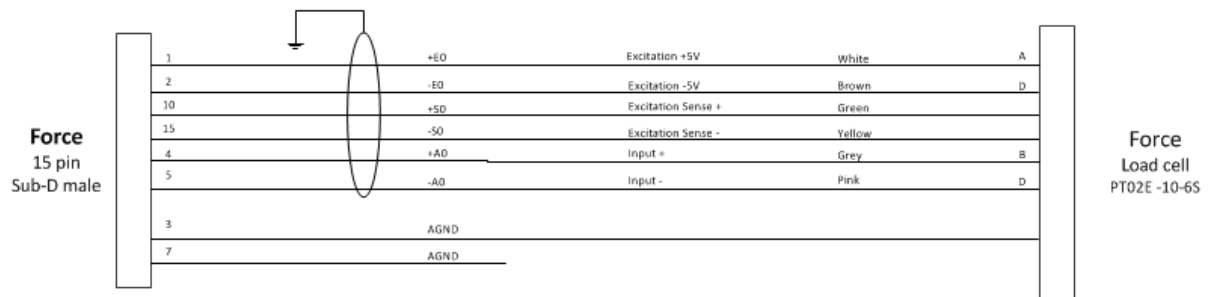 1 +E0 Excitation +5V White A
2 -E0 Excitation -5V Brown D
10 +S0 Excitation Sense + Green
15 -S0 Excitation Sense - Yellow
4 +A0 Input + Grey B
5 -A0 Input - Pink D
3 AGND
7 AGND
Force
15 pin
Sub-D male
Force
Load cell
PT02E -10-6S